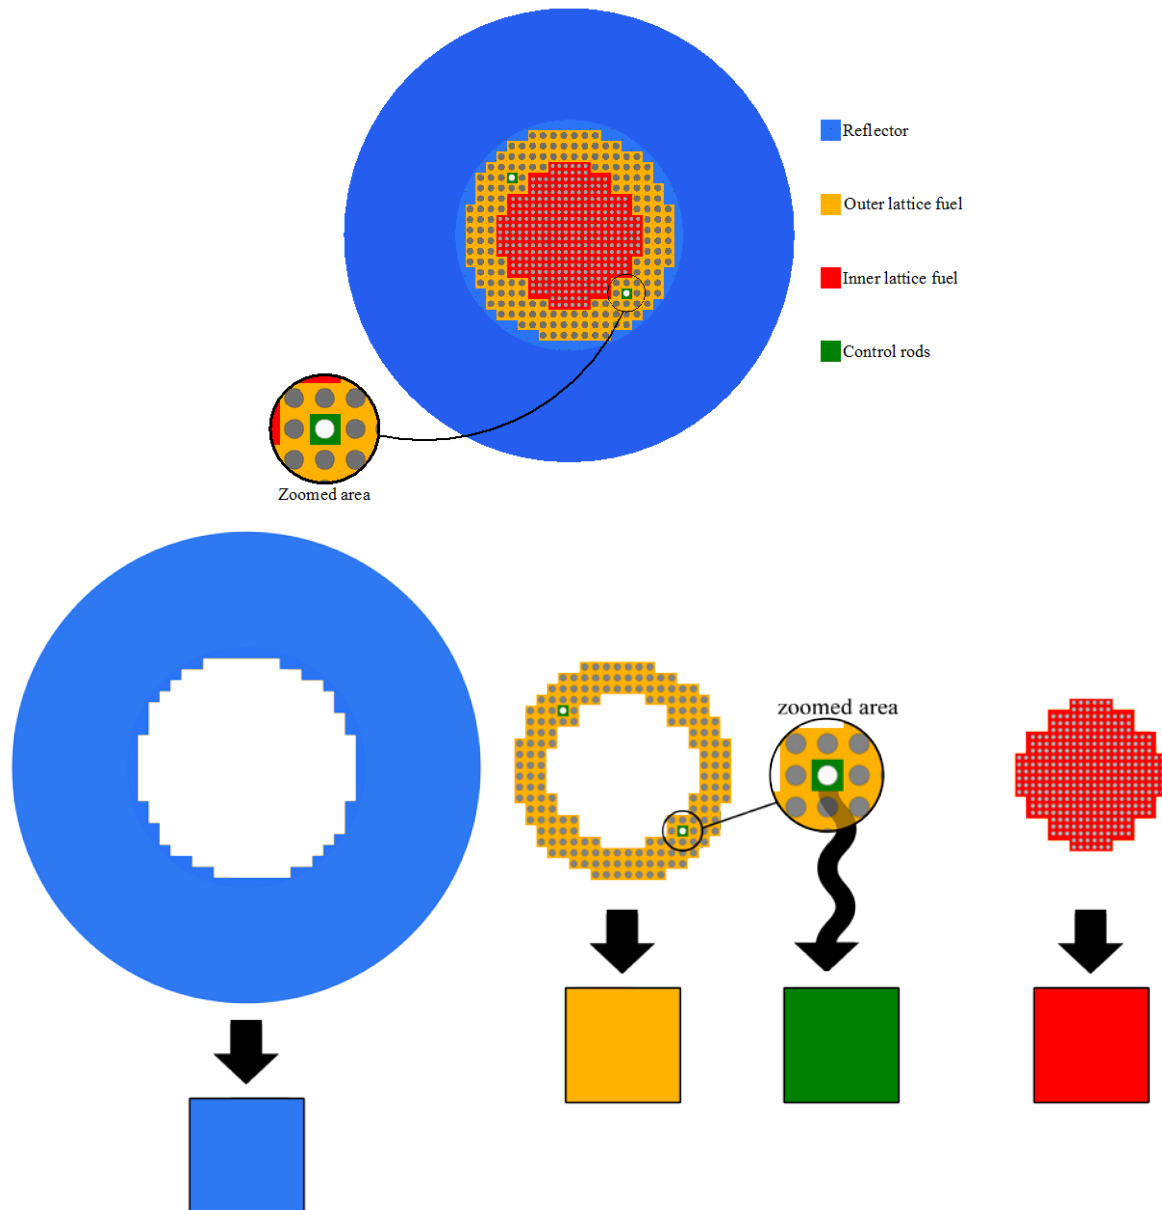 Reflector
Outer lattice fuel
Inner lattice fuel
Control rods
Zoomed area
zoomed area